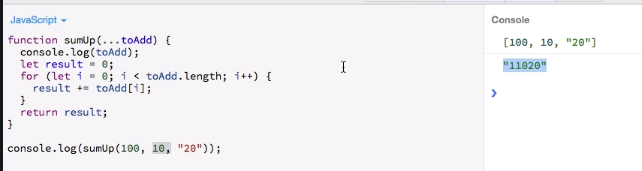 JavaScript
function sumUp(...toAdd) {
  console.log(toAdd);
  let result = 0;
  for (let i = 0; i < toAdd.length; i++) {
    result += toAdd[i];
  }
  return result;
}
console.log(sumUp(100, 10, "20"));
Console
[100, 10, "20"]
"11020"